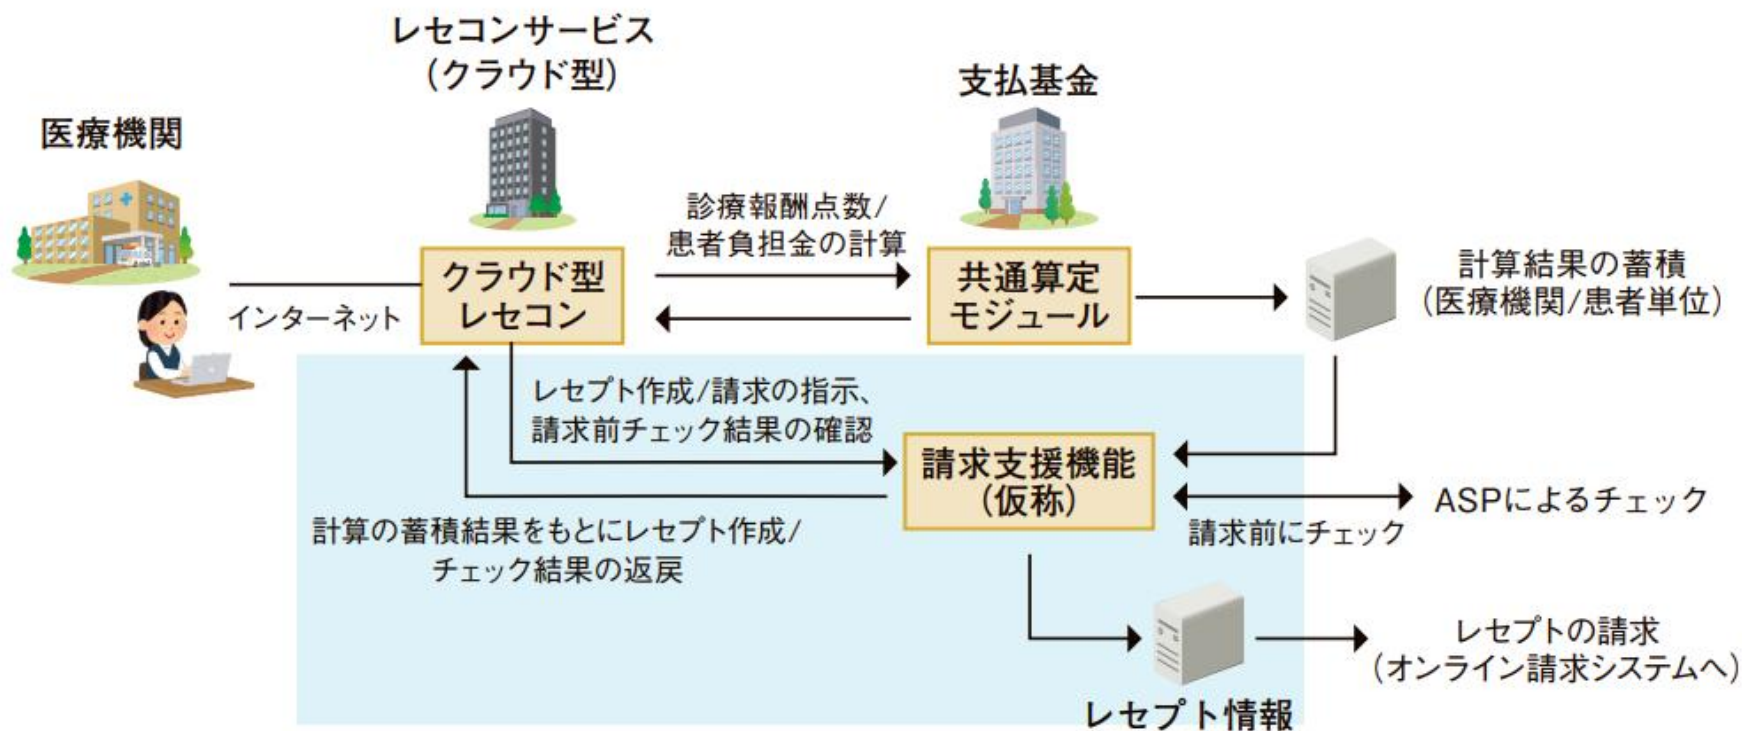 レセコンサービス
(クラウド型)
支払基金
医療機関
診療報酬点数/
患者負担金の計算
クラウド型
レセコン
共通算定
モジュール
計算結果の蓄積
(医療機関/患者単位)
インターネット
レセプト作成/請求の指示、
請求前チェック結果の確認
請求支援機能
(仮称)
ASPによるチェック
請求前にチェック
計算の蓄積結果をもとにレセプト作成/
チェック結果の返戻
レセプトの請求
(オンライン請求システムへ)
レセプト情報